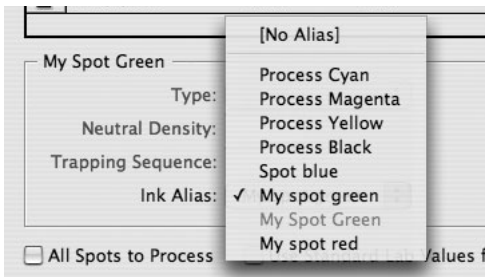 [No Alias]
My Spot Green
Process Cyan
Type:
Process Magenta
Neutral Density:
Process Yellow
Process Black
Trapping Sequence:
Spot blue
Ink Alias:
✓ My spot green
My Spot Green
My spot red
All Spots to Process
Values f